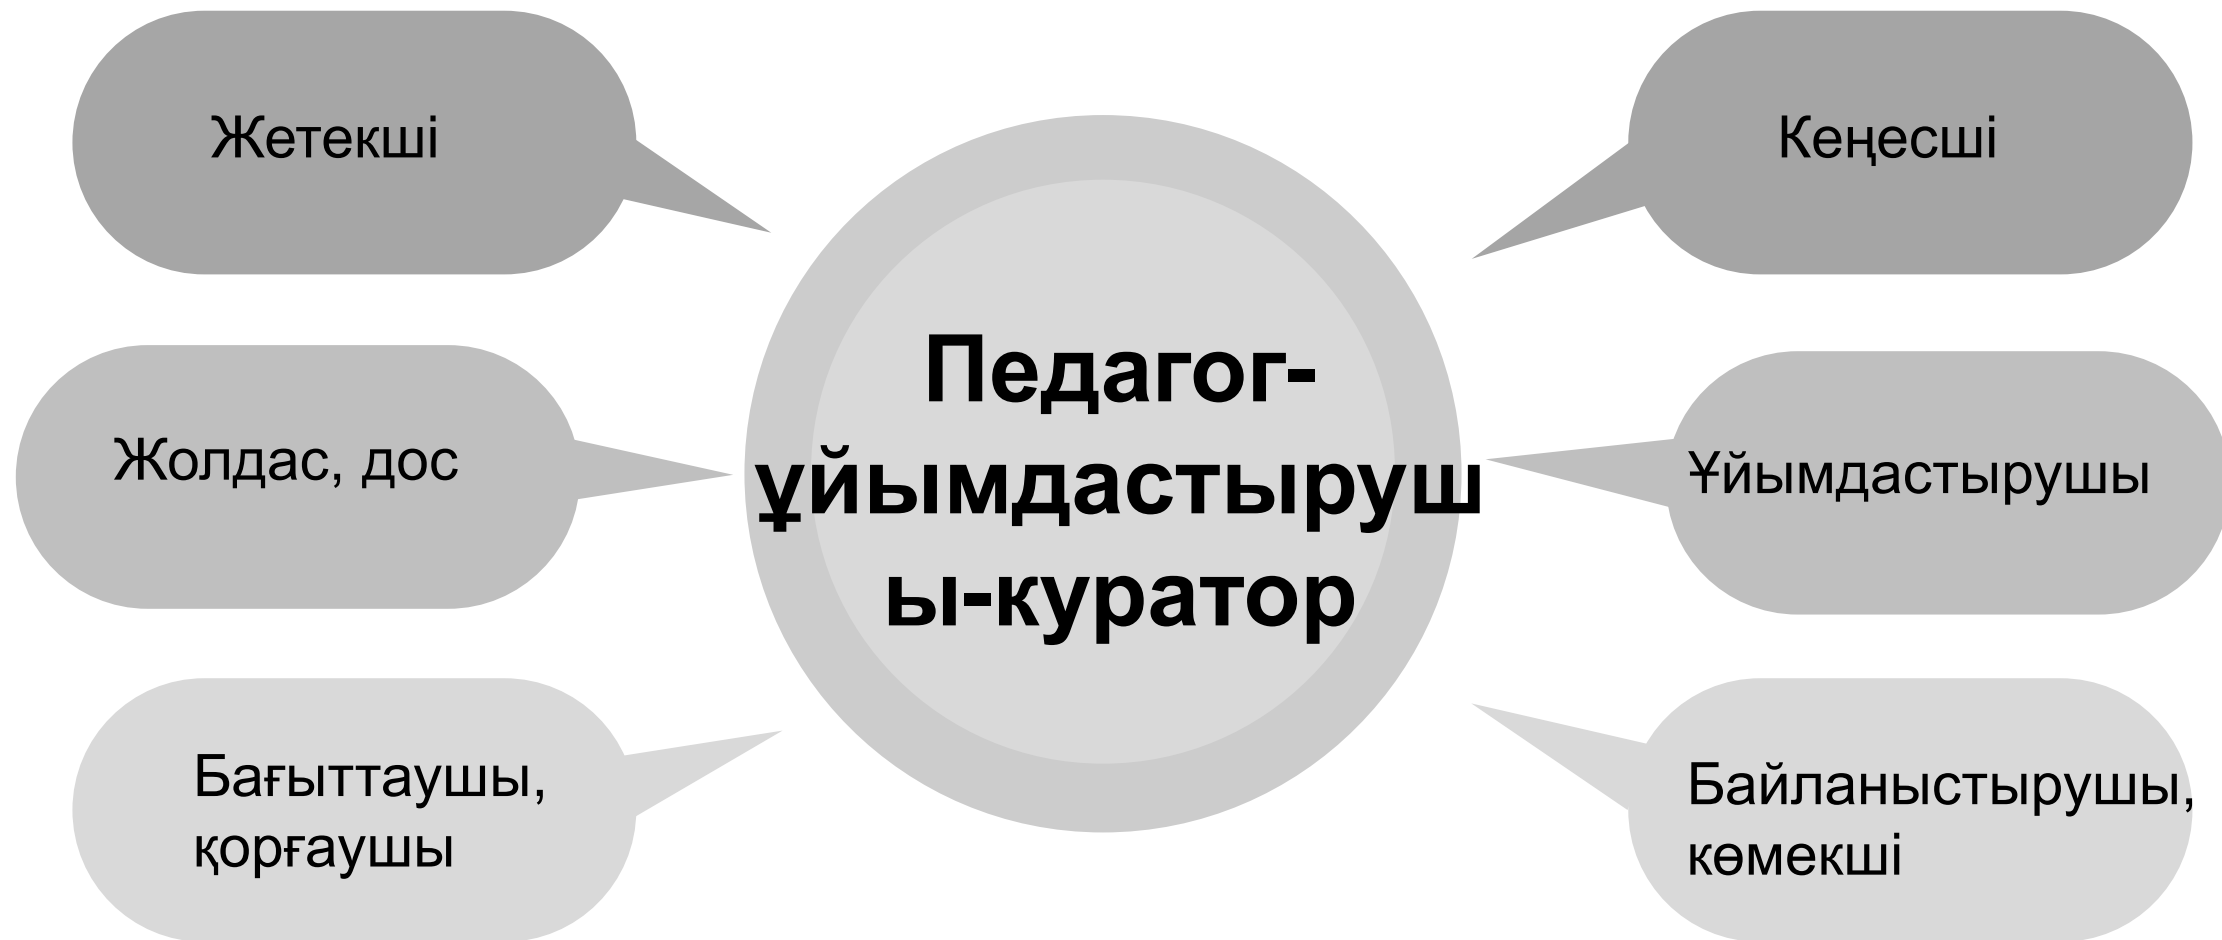 Жетекші
Кеңесші
Педагог-
ұйымдастыруш
ы-куратор
Жолдас, дос
Ұйымдастырушы
Бағыттаушы,
қорғаушы
Байланыстырушы,
көмекші